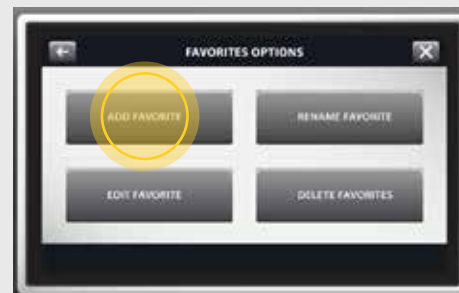 FAVORITES OPTIONS
ADD FAVORITE
RENAME FAVORITE
EDIT FAVORITE
DELETE FAVORITES